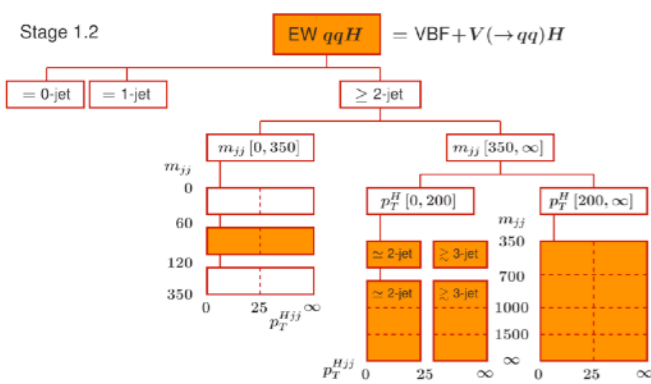 Stage 1.2
EW qqH = VBF+V(→qq)H
= 0-jet = 1-jet ≥ 2-jet
m_jj [0, 350] m_jj [350, ∞]
m_jj
p_T^H [0, 200] p_T^H [200, ∞]
0
60
120
350
0 25 ∞
p_T^Hjj
m_jj
350
700
1000
1500
∞
≃ 2-jet ≳ 3-jet
≃ 2-jet ≳ 3-jet
p_T^Hjj 0 25 ∞ 0 25 ∞